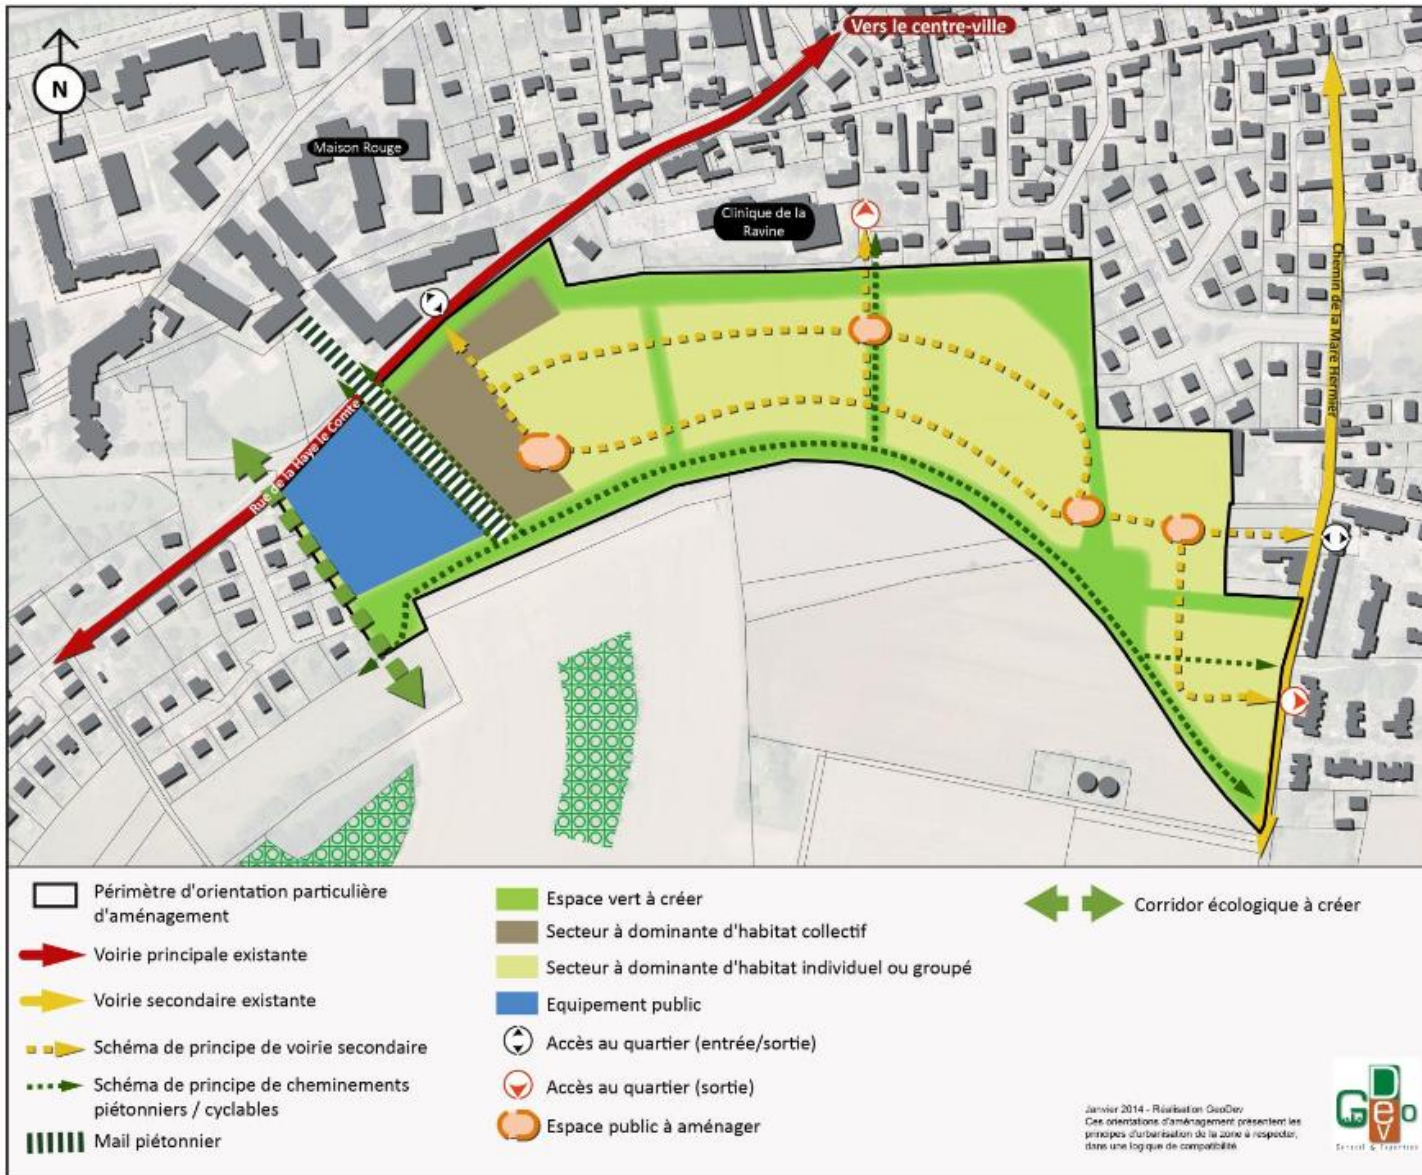 Vers le centre-ville
N
Maison Rouge
Clinique de la
Ravine
Chemin de la Mare Hermier
Rue de la Haye le Comte
Périmètre d'orientation particulière
d'aménagement
Voirie principale existante
Voirie secondaire existante
Schéma de principe de voirie secondaire
Schéma de principe de cheminements
piétonniers / cyclables
Mail piétonnier
Espace vert à créer
Secteur à dominante d'habitat collectif
Secteur à dominante d'habitat individuel ou groupé
Equipement public
Accès au quartier (entrée/sortie)
Accès au quartier (sortie)
Espace public à aménager
Corridor écologique à créer
Janvier 2014 - Réalisation GeoDev
Ces orientations d'aménagement présentent les
principes d'urbanisation de la zone à respecter,
dans une logique de compatibilité.
Geo
Dev
Conseil & Expertise